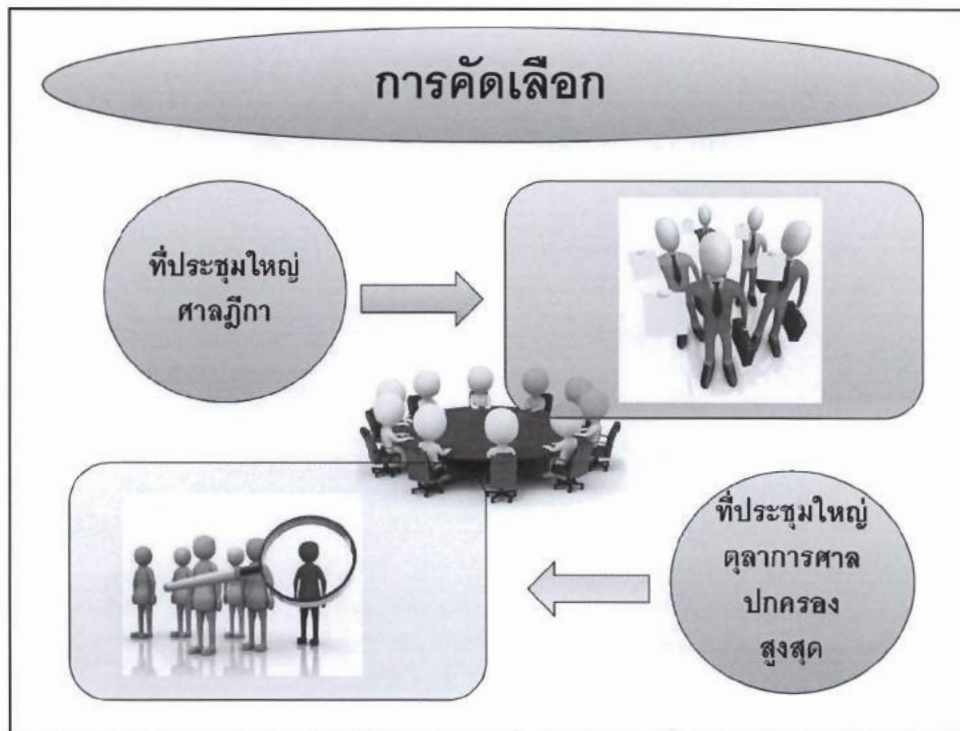 การคัดเลือก
ที่ประชุมใหญ่
ศาลฎีกา
ที่ประชุมใหญ่
ตุลาการศาล
ปกครอง
สูงสุด